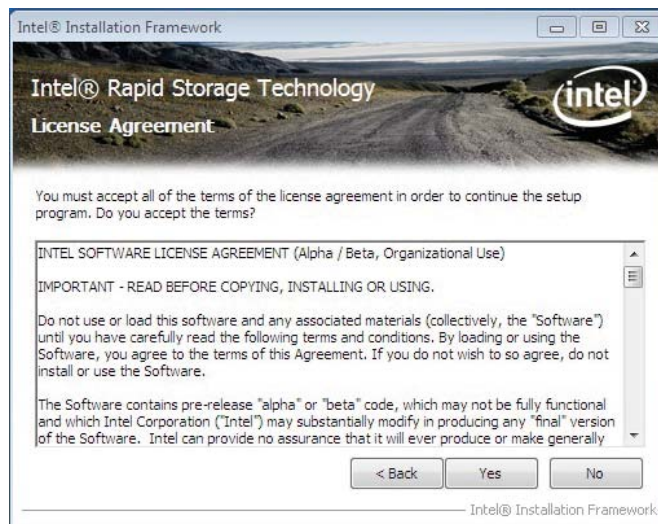 Intel® Installation Framework
Intel® Rapid Storage Technology
License Agreement
intel
You must accept all of the terms of the license agreement in order to continue the setup
program. Do you accept the terms?
INTEL SOFTWARE LICENSE AGREEMENT (Alpha / Beta, Organizational Use)
IMPORTANT - READ BEFORE COPYING, INSTALLING OR USING.
Do not use or load this software and any associated materials (collectively, the "Software")
until you have carefully read the following terms and conditions. By loading or using the
Software, you agree to the terms of this Agreement. If you do not wish to so agree, do not
install or use the Software.
The Software contains pre-release "alpha" or "beta" code, which may not be fully functional
and which Intel Corporation ("Intel") may substantially modify in producing any "final" version
of the Software.  Intel can provide no assurance that it will ever produce or make generally
< Back Yes No
Intel® Installation Framework